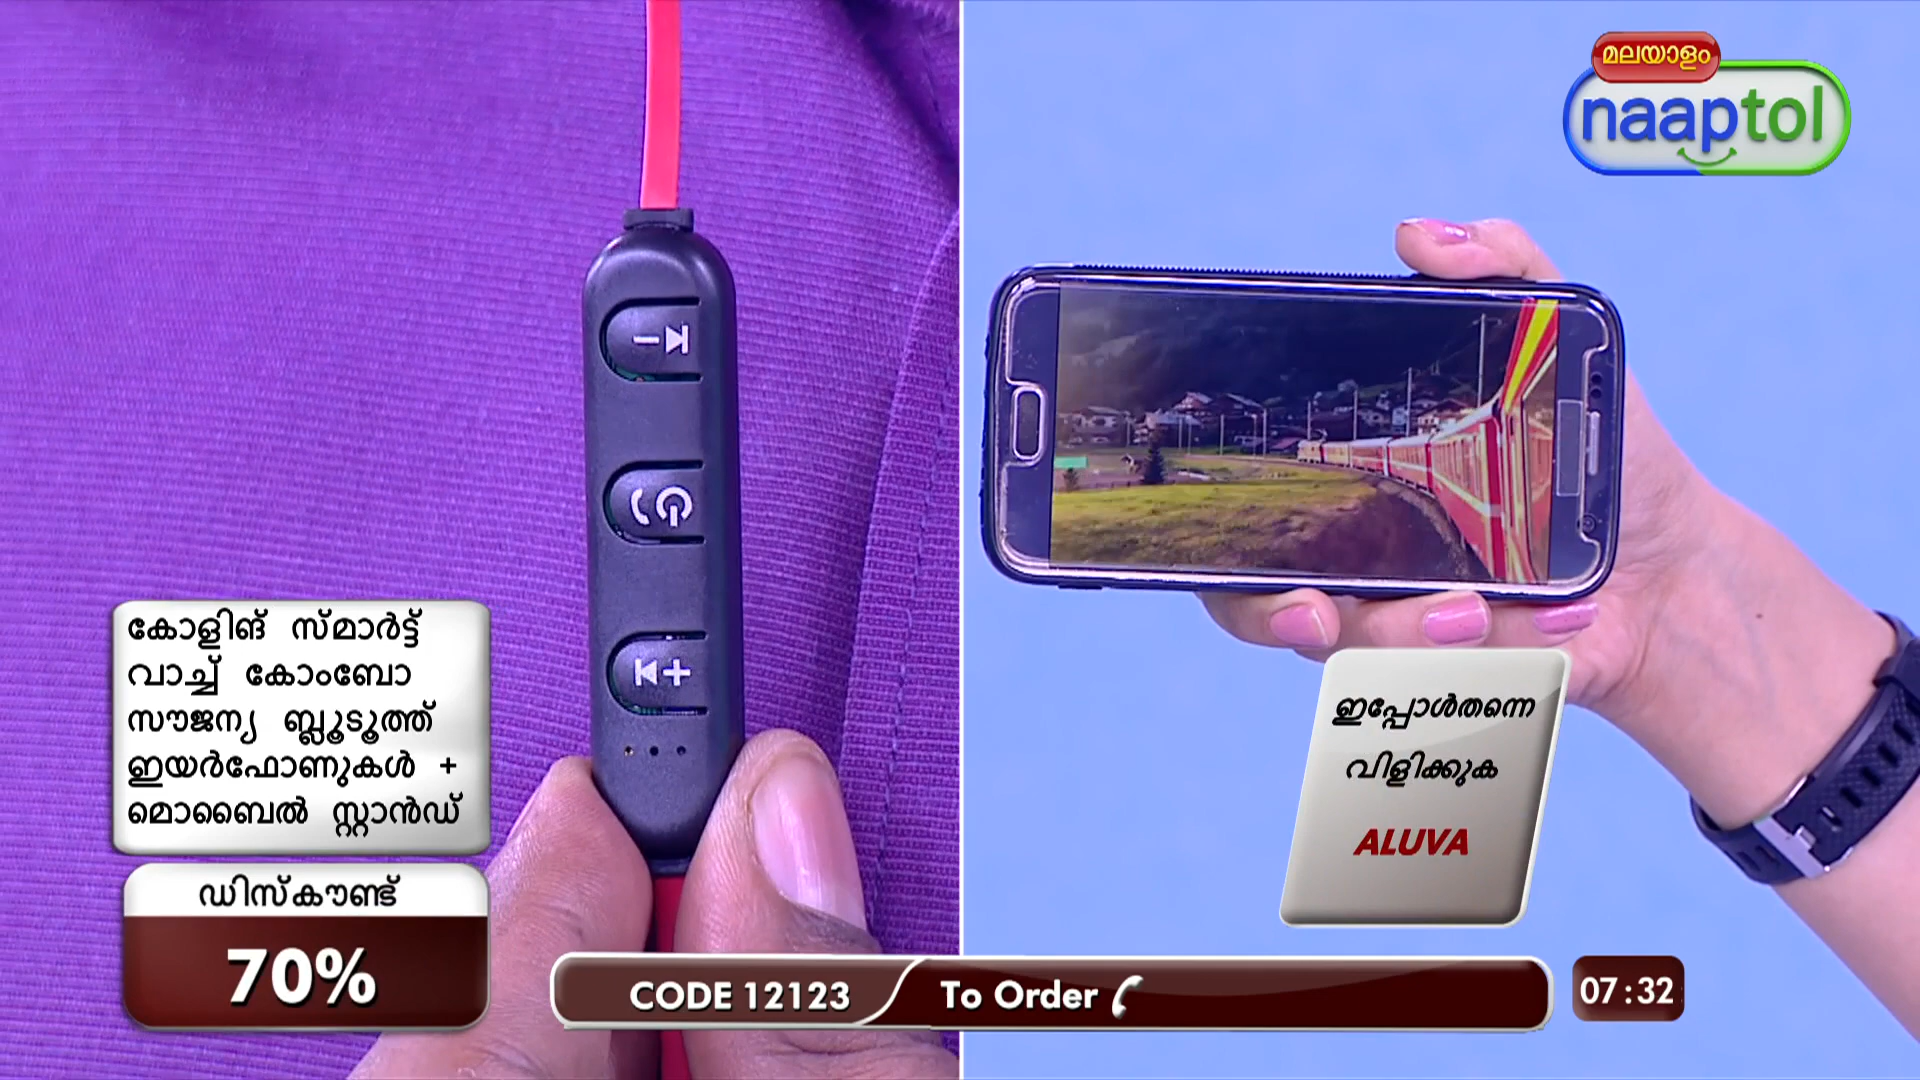 മലയാളം
naaptol
കോളിങ് സ്മാർട്ട്
വാച്ച് കോംബോ
സൗജന്യ ബ്ലൂടൂത്ത്
ഇയർഫോണുകൾ +
മൊബൈൽ സ്റ്റാൻഡ്
ഡിസ്കൗണ്ട്
70%
ഇപ്പോൾതന്നെ
വിളിക്കുക
ALUVA
CODE 12123
To Order
07:32